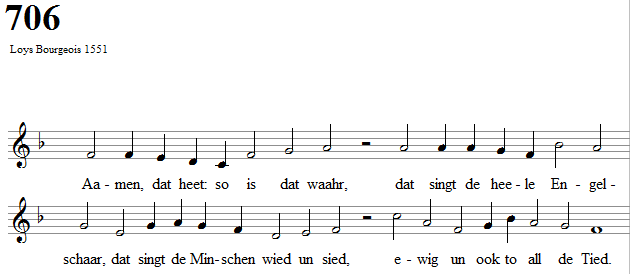 706
Loys Bourgeois 1551
Aa - men, dat heet: so is dat waahr, dat singt de hee - le En - gel -
schaar, dat singt de Min - schen wied un sied, e - wig un ook to all de Tied.